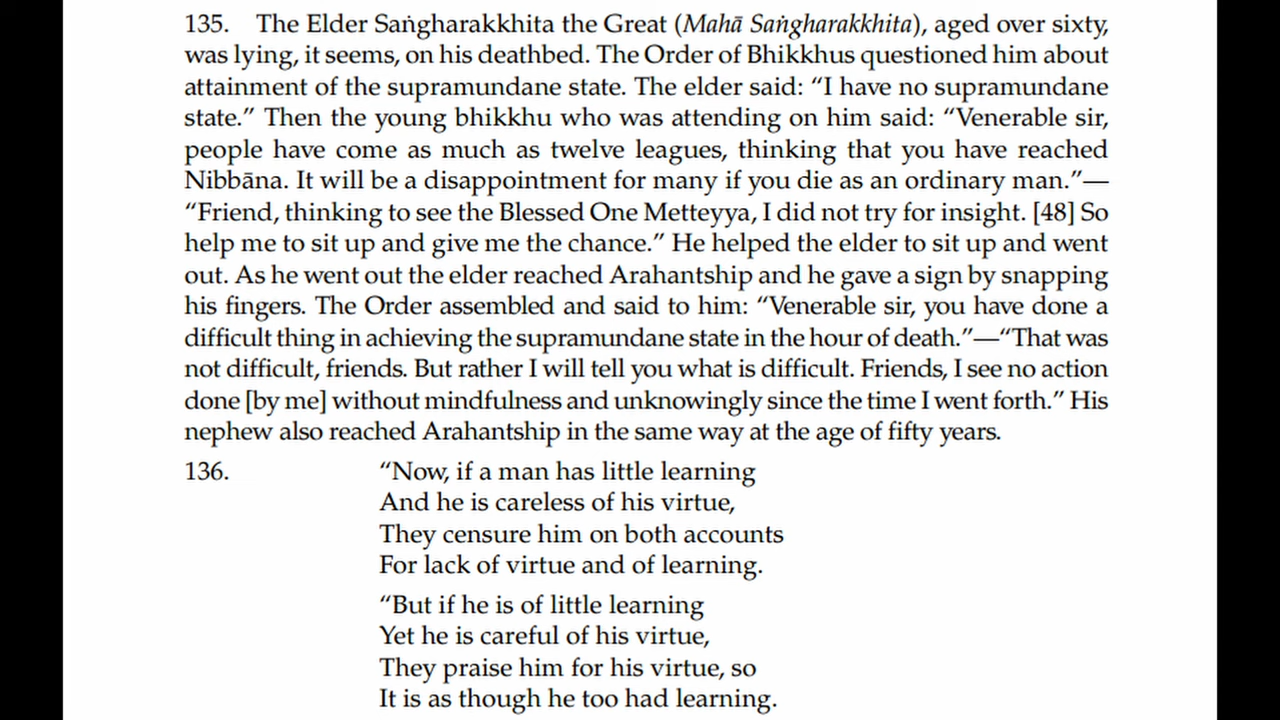 135. The Elder Saṅgharakkhita the Great (Mahā Saṅgharakkhita), aged over sixty,
was lying, it seems, on his deathbed. The Order of Bhikkhus questioned him about
attainment of the supramundane state. The elder said: “I have no supramundane
state.” Then the young bhikkhu who was attending on him said: “Venerable sir,
people have come as much as twelve leagues, thinking that you have reached
Nibbāna. It will be a disappointment for many if you die as an ordinary man.”—
“Friend, thinking to see the Blessed One Metteyya, I did not try for insight. [48] So
help me to sit up and give me the chance.” He helped the elder to sit up and went
out. As he went out the elder reached Arahantship and he gave a sign by snapping
his fingers. The Order assembled and said to him: “Venerable sir, you have done a
difficult thing in achieving the supramundane state in the hour of death.”—“That was
not difficult, friends. But rather I will tell you what is difficult. Friends, I see no action
done [by me] without mindfulness and unknowingly since the time I went forth.” His
nephew also reached Arahantship in the same way at the age of fifty years.
136. “Now, if a man has little learning
And he is careless of his virtue,
They censure him on both accounts
For lack of virtue and of learning.
“But if he is of little learning
Yet he is careful of his virtue,
They praise him for his virtue, so
It is as though he too had learning.